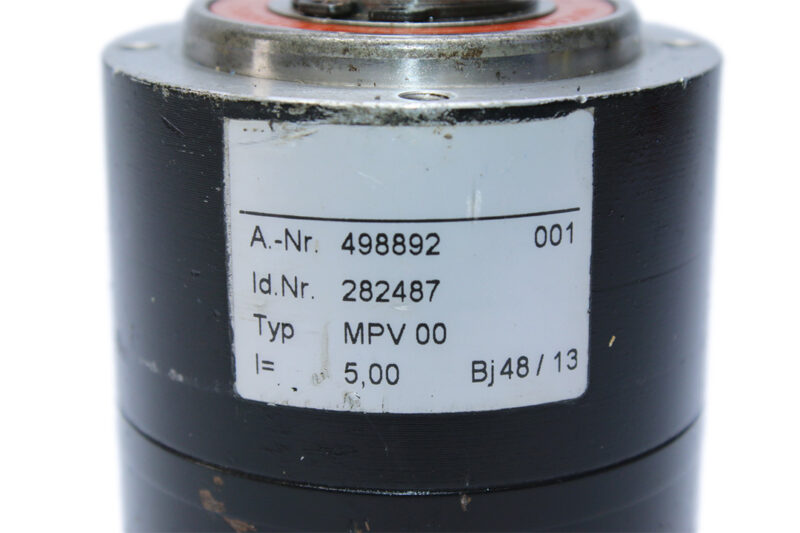 A.-Nr. 498892 001
Id.Nr. 282487
Typ MPV 00
I= 5,00 Bj 48 / 13